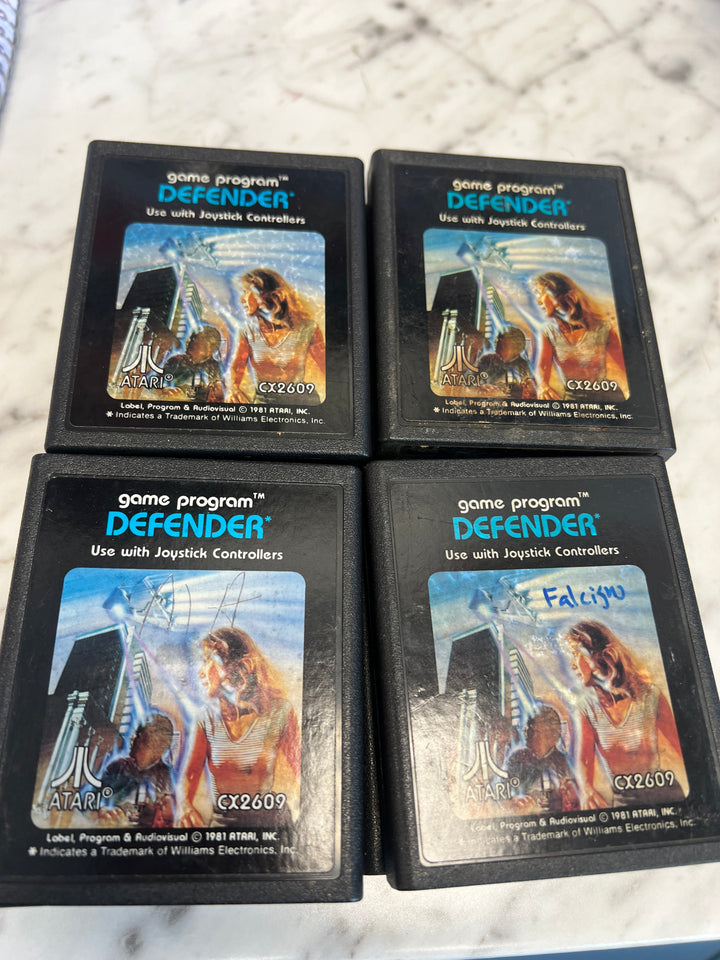 game program™
DEFENDER*
Use with Joystick Controllers
ATARI®
CX2609
Label, Program & Audiovisual © 1981 ATARI, INC.
* Indicates a Trademark of Williams Electronics, Inc.
game program™
DEFENDER*
Use with Joystick Controllers
ATARI®
CX2609
Label, Program & Audiovisual © 1981 ATARI, INC.
* Indicates a Trademark of Williams Electronics, Inc.
game program™
DEFENDER*
Use with Joystick Controllers
ATARI®
CX2609
Label, Program & Audiovisual © 1981 ATARI, INC.
* Indicates a Trademark of Williams Electronics, Inc.
game program™
DEFENDER*
Use with Joystick Controllers
ATARI®
CX2609
Label, Program & Audiovisual © 1981 ATARI, INC.
* Indicates a Trademark of Williams Electronics, Inc.